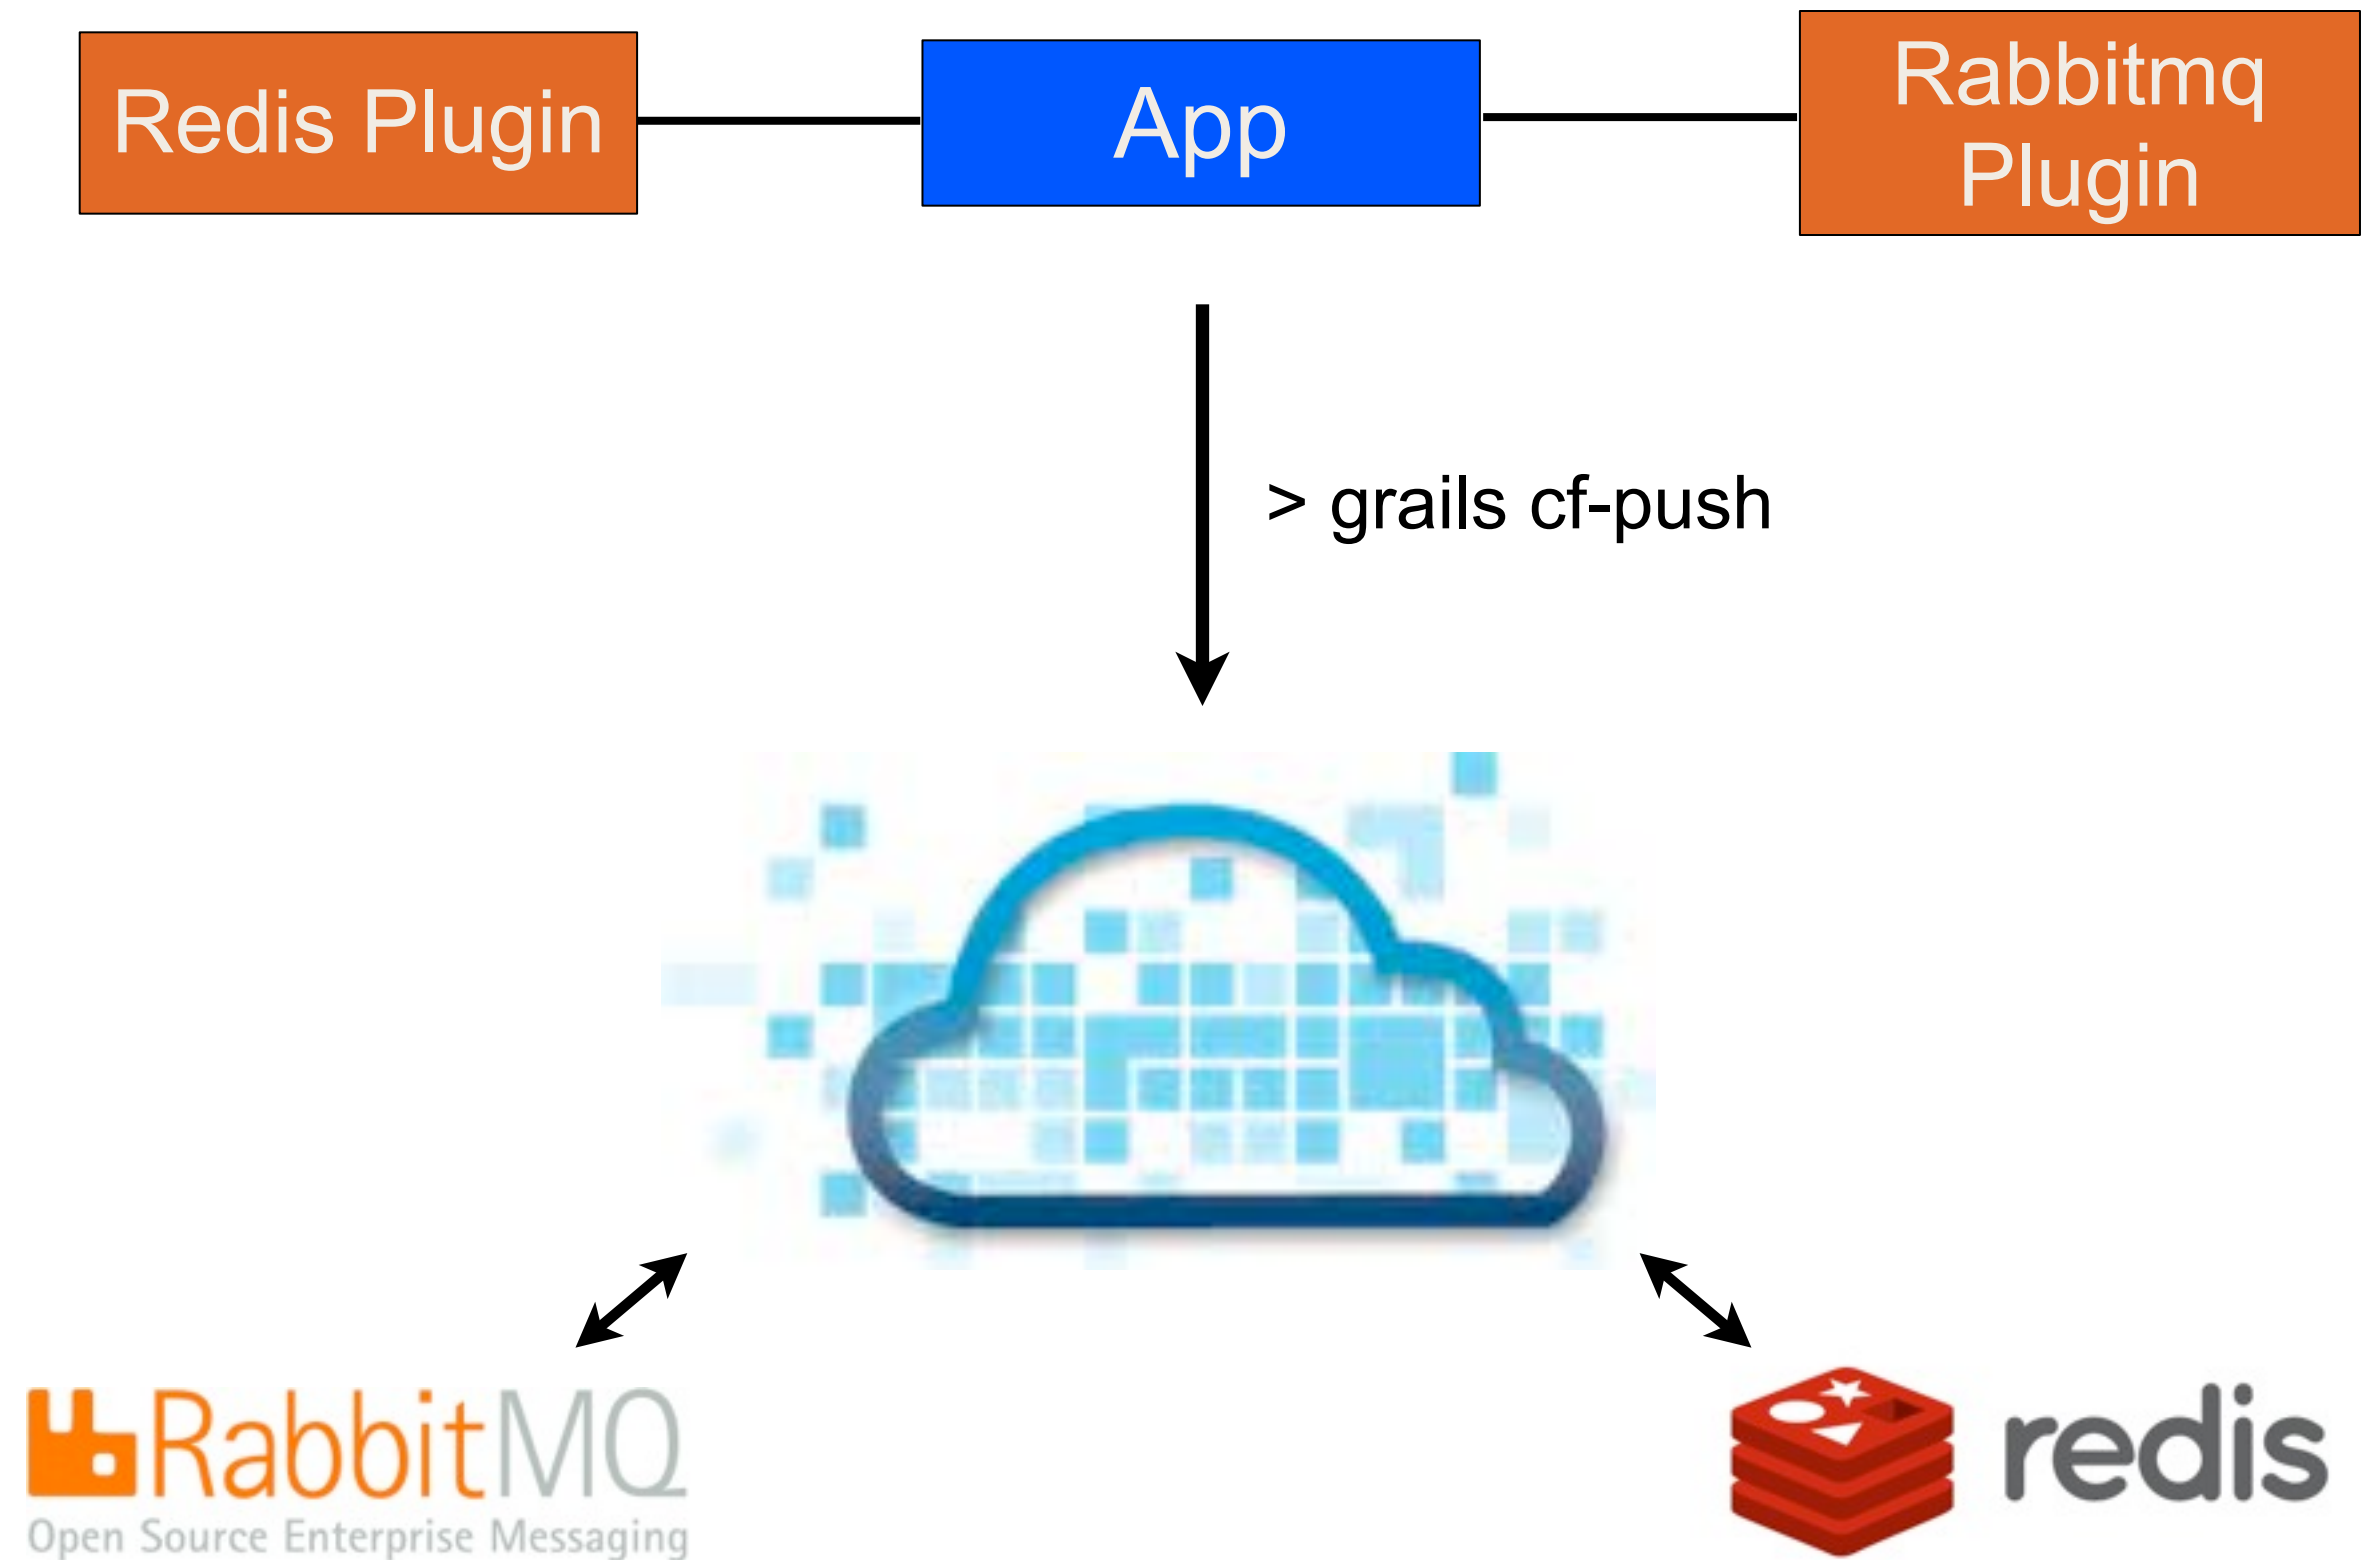 Redis Plugin
App
Rabbitmq
Plugin
> grails cf-push
RabbitMQ
Open Source Enterprise Messaging
redis